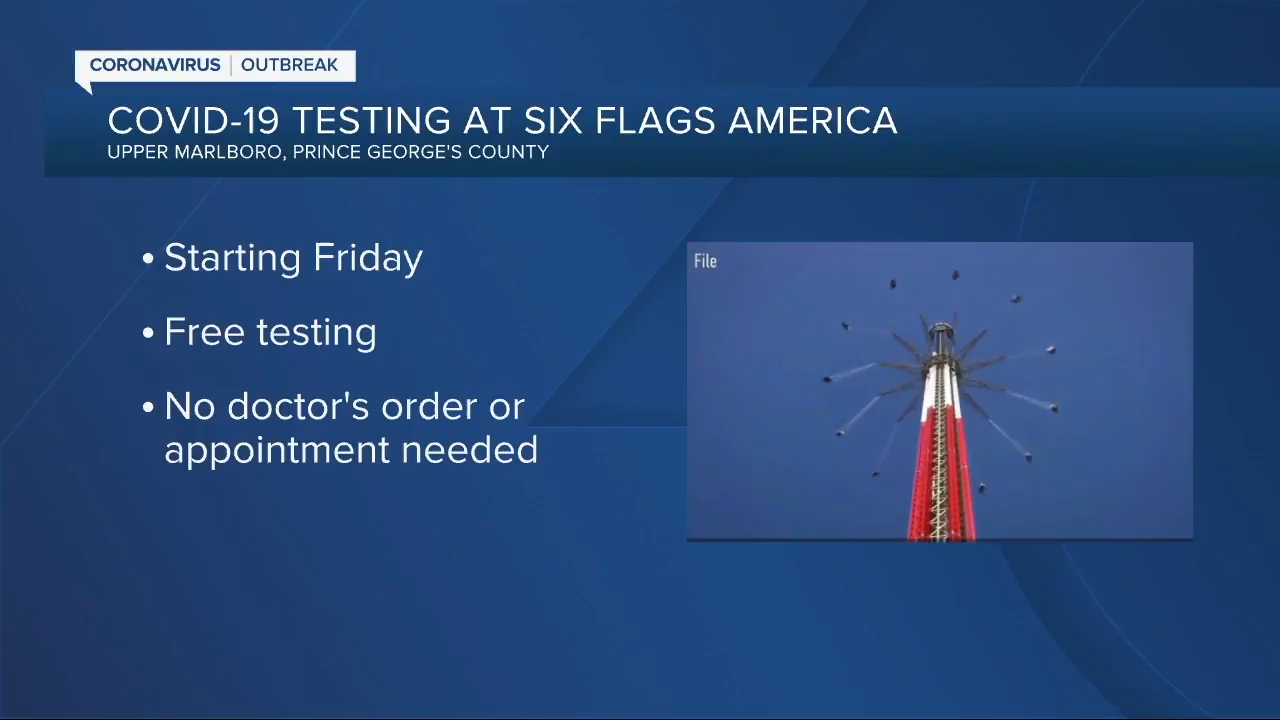 CORONAVIRUS | OUTBREAK
COVID-19 TESTING AT SIX FLAGS AMERICA
UPPER MARLBORO, PRINCE GEORGE'S COUNTY
• Starting Friday
• Free testing
• No doctor's order or
appointment needed
File